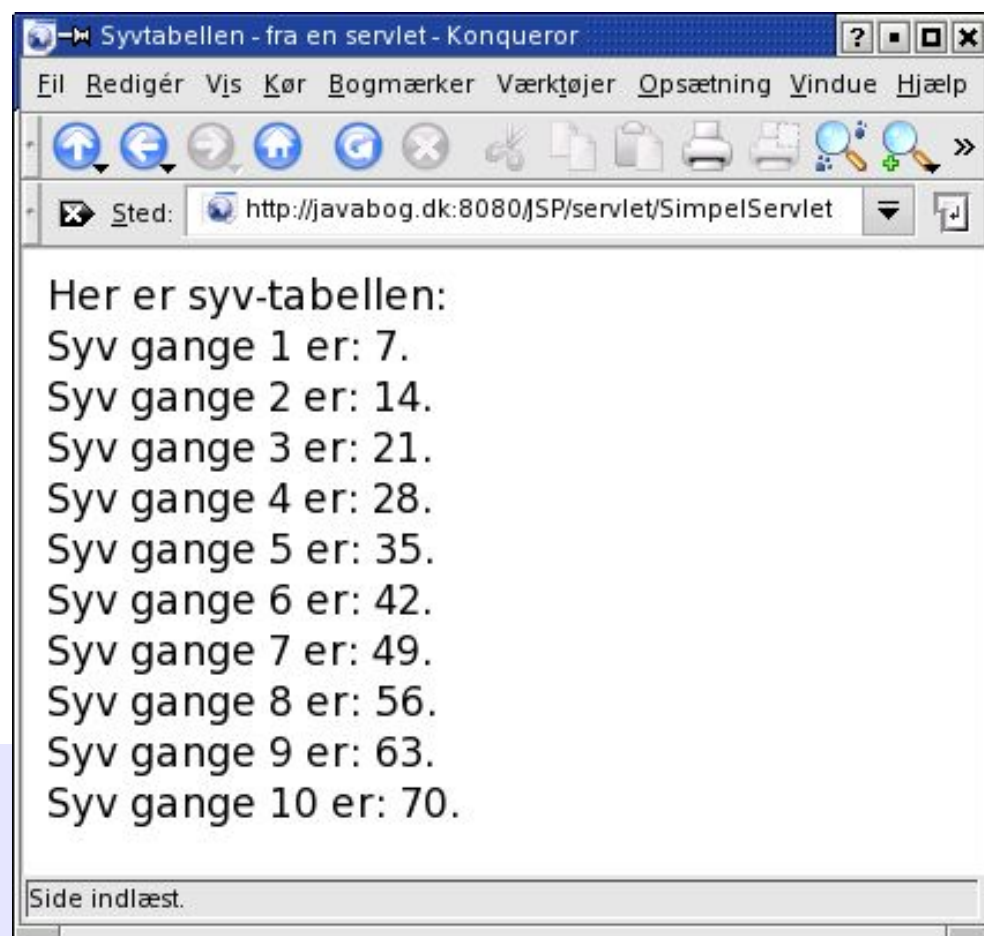 Syvtabellen - fra en servlet - Konqueror
Fil Redigér Vis Kør Bogmærker Værktøjer Opsætning Vindue Hjælp
Sted: http://javabog.dk:8080/JSP/servlet/SimpelServlet
Her er syv-tabellen:
Syv gange 1 er: 7.
Syv gange 2 er: 14.
Syv gange 3 er: 21.
Syv gange 4 er: 28.
Syv gange 5 er: 35.
Syv gange 6 er: 42.
Syv gange 7 er: 49.
Syv gange 8 er: 56.
Syv gange 9 er: 63.
Syv gange 10 er: 70.
Side indlæst.